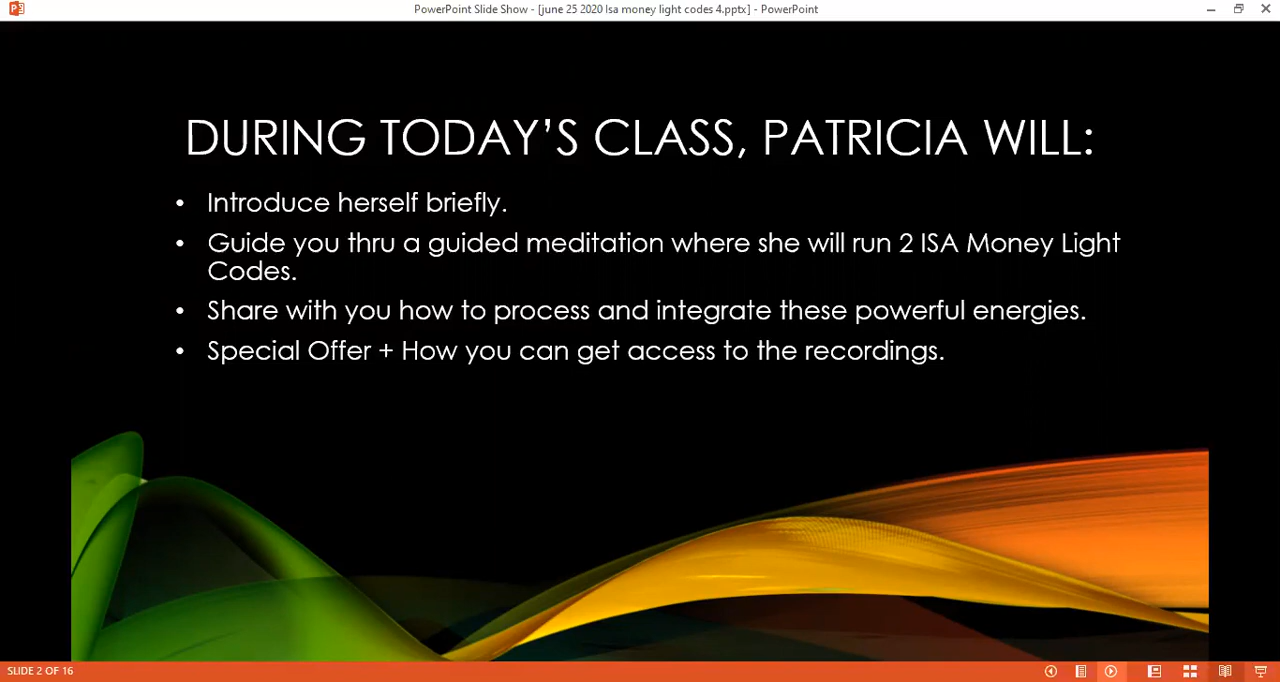 PowerPoint Slide Show - [june 25 2020 Isa money light codes 4.pptx] - PowerPoint
DURING TODAY'S CLASS, PATRICIA WILL:
• Introduce herself briefly.
• Guide you thru a guided meditation where she will run 2 ISA Money Light
Codes.
• Share with you how to process and integrate these powerful energies.
• Special Offer + How you can get access to the recordings.
SLIDE 2 OF 16